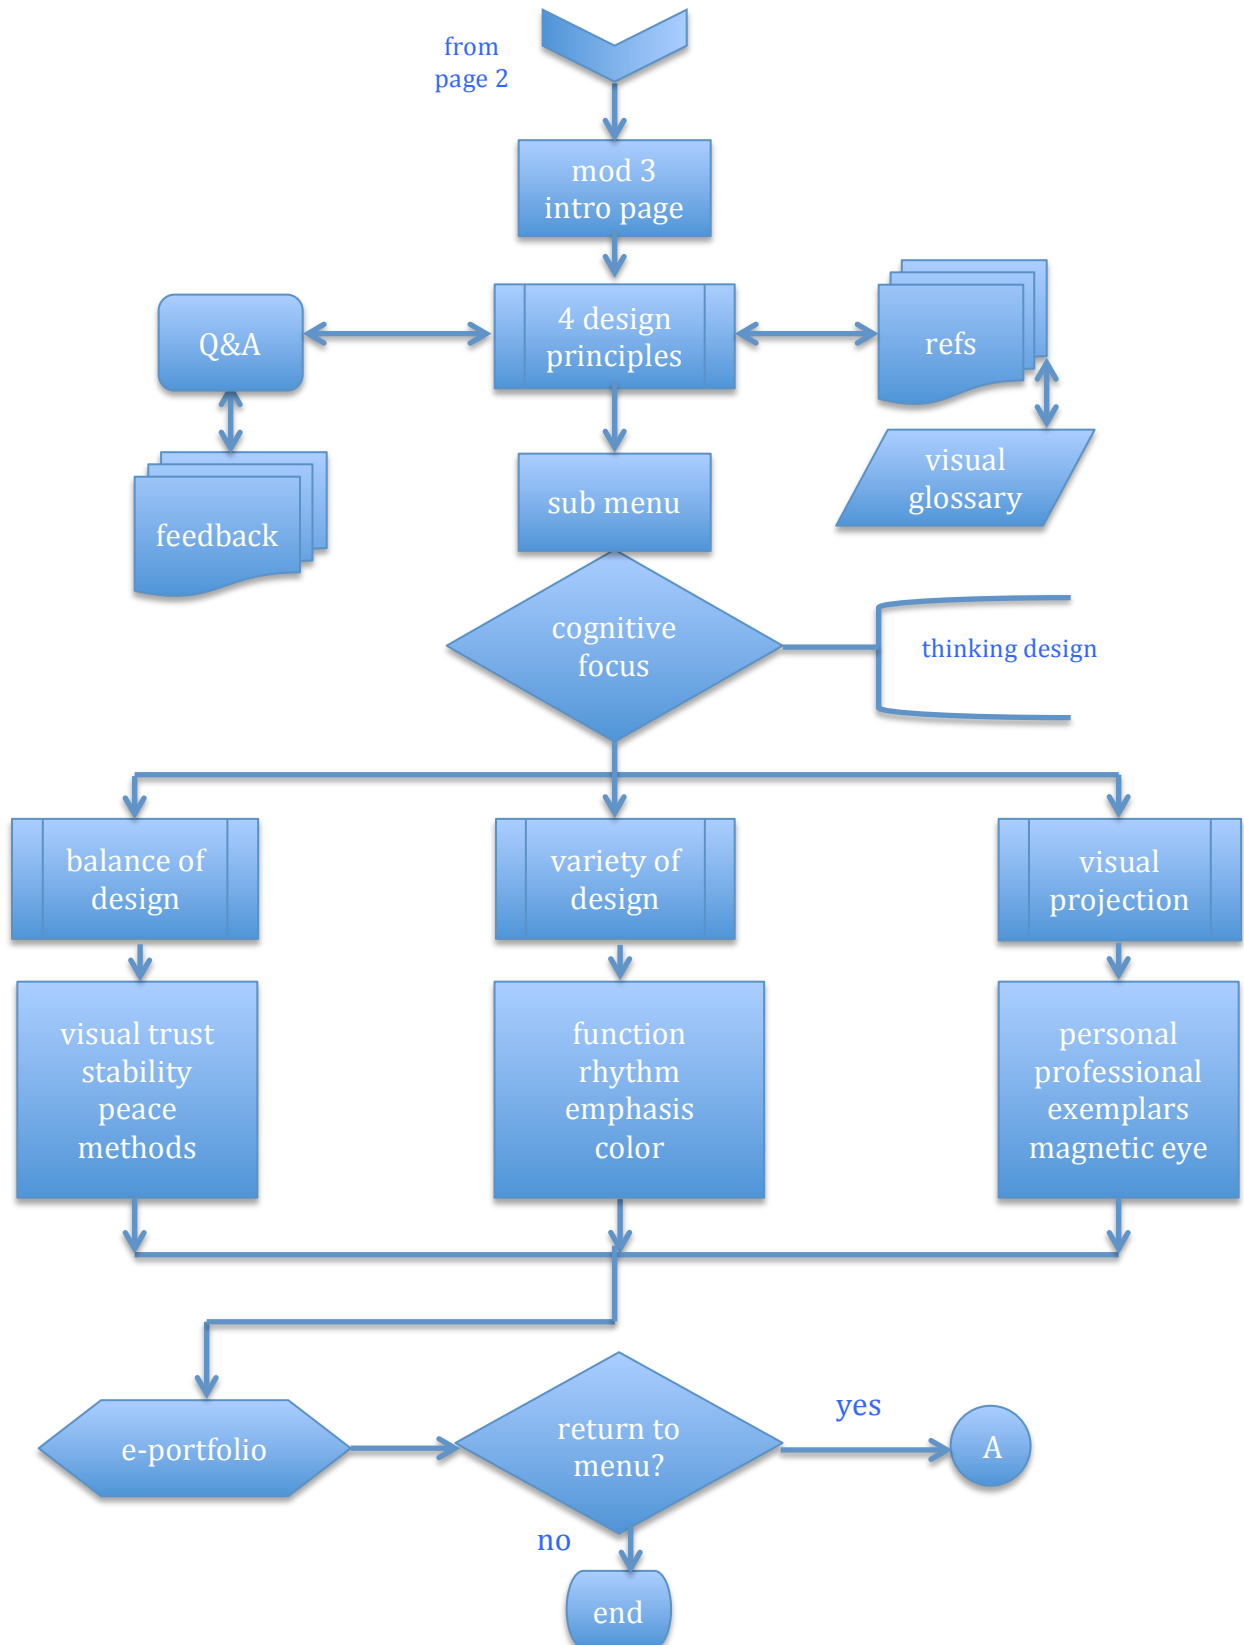 from
page 2
mod 3
intro page
Q&A
4 design
principles
refs
feedback
sub menu
visual
glossary
cognitive
focus
thinking design
balance of
design
variety of
design
visual
projection
visual trust
stability
peace
methods
function
rhythm
emphasis
color
personal
professional
exemplars
magnetic eye
e-portfolio
return to
menu?
yes
A
no
end